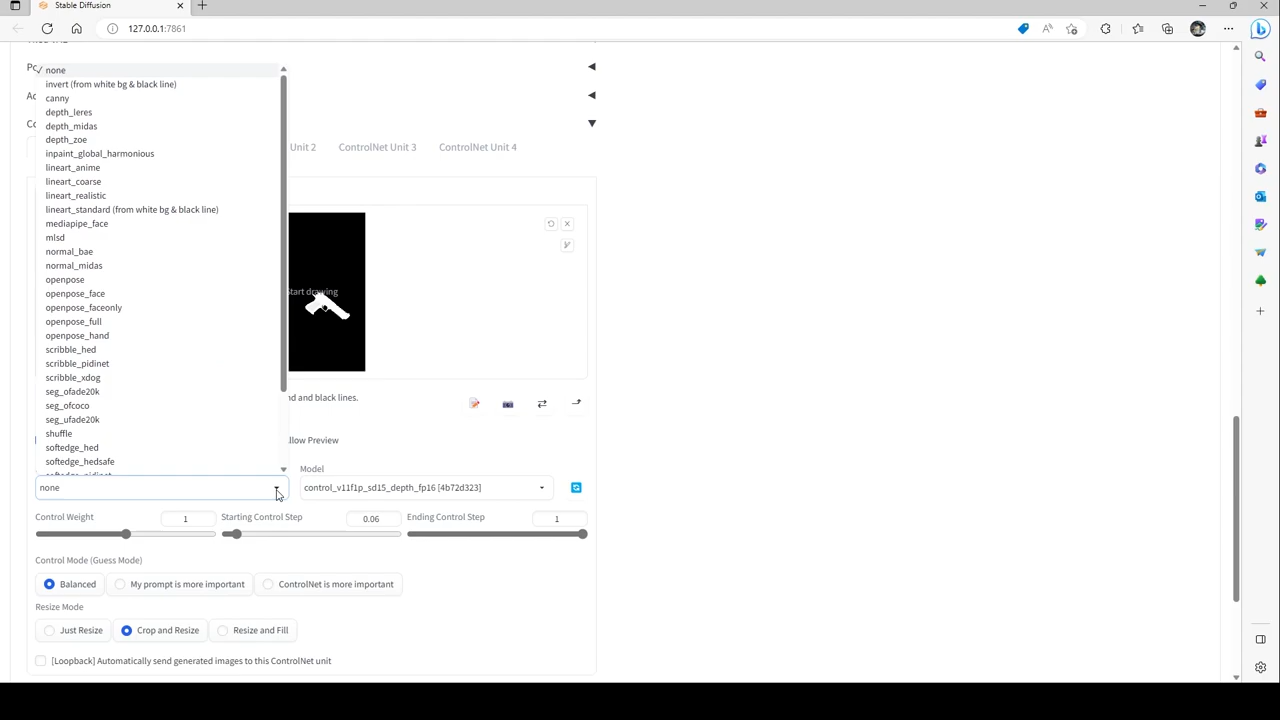 Stable Diffusion
127.0.0.1:7861
none
invert (from white bg & black line)
canny
depth_leres
depth_midas
depth_zoe
inpaint_global_harmonious
lineart_anime
lineart_coarse
lineart_realistic
lineart_standard (from white bg & black line)
mediapipe_face
mlsd
normal_bae
normal_midas
openpose
openpose_face
openpose_faceonly
openpose_full
openpose_hand
scribble_hed
scribble_pidinet
scribble_xdog
seg_ofade20k
seg_ofcoco
seg_ufade20k
shuffle
softedge_hed
softedge_hedsafe
Unit 2 ControlNet Unit 3 ControlNet Unit 4
Start drawing
nd and black lines.
Allow Preview
Model
none control_v11f1p_sd15_depth_fp16 [4b72d323]
Control Weight 1 Starting Control Step 0.06 Ending Control Step 1
Control Mode (Guess Mode)
Balanced My prompt is more important ControlNet is more important
Resize Mode
Just Resize Crop and Resize Resize and Fill
[Loopback] Automatically send generated images to this ControlNet unit